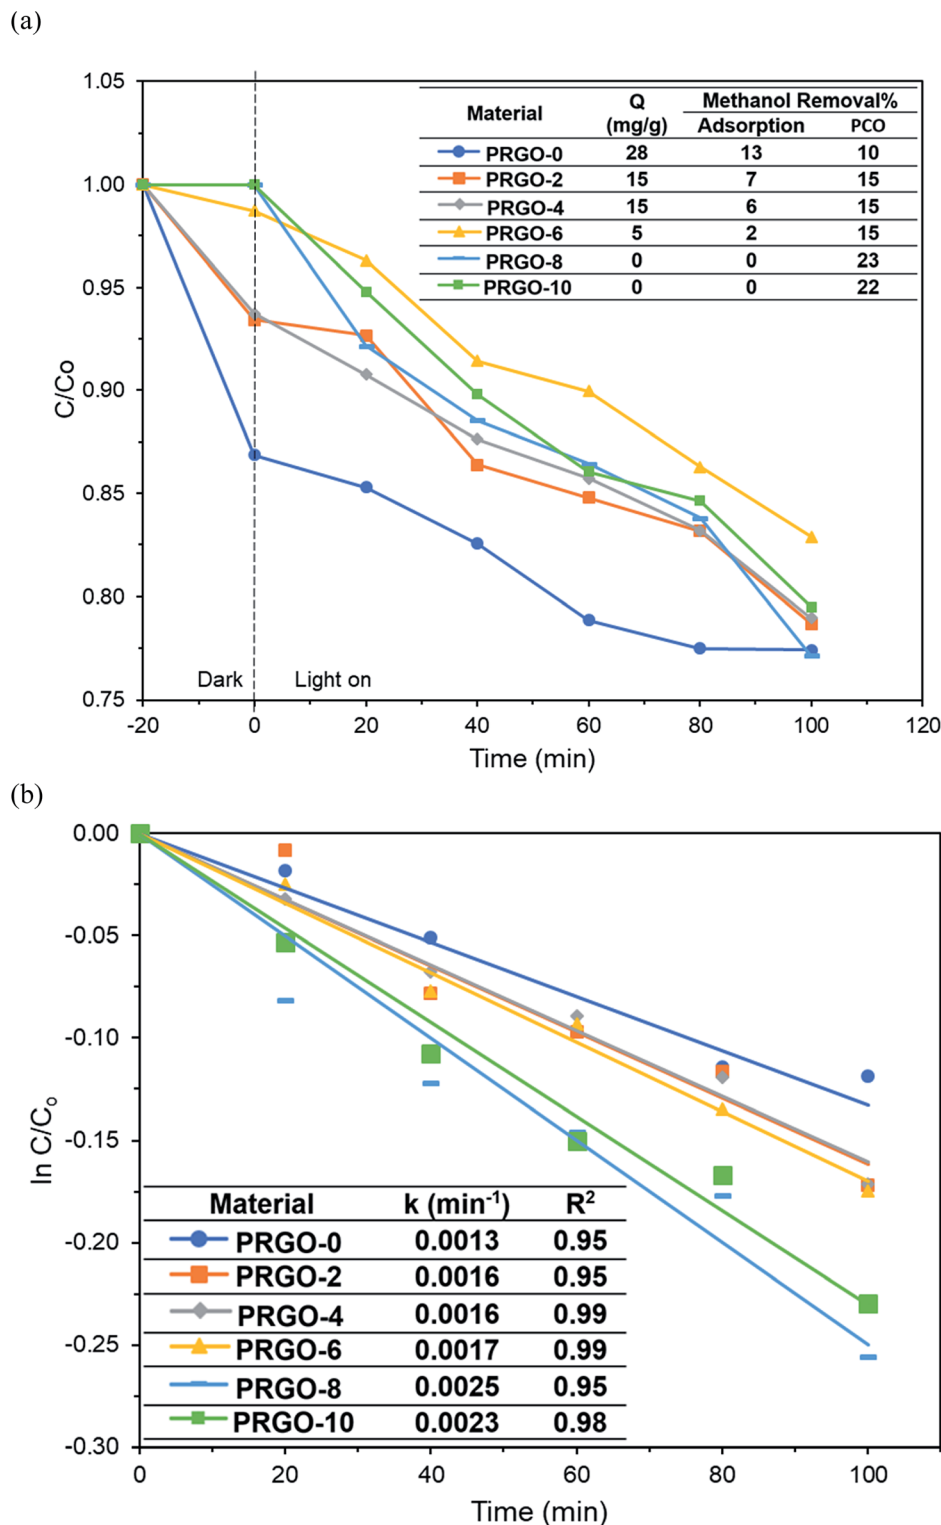 (a)
1.05
1.00
0.95
0.90
0.85
0.80
0.75
C/Co
Material Q (mg/g) Methanol Removal%
Adsorption PCO
PRGO-0 28 13 10
PRGO-2 15 7 15
PRGO-4 15 6 15
PRGO-6 5 2 15
PRGO-8 0 0 23
PRGO-10 0 0 22
Dark Light on
-20 0 20 40 60 80 100 120
Time (min)
(b)
0.00
-0.05
-0.10
-0.15
-0.20
-0.25
-0.30
ln C/Cₒ
Material k (min⁻¹) R²
PRGO-0 0.0013 0.95
PRGO-2 0.0016 0.95
PRGO-4 0.0016 0.99
PRGO-6 0.0017 0.99
PRGO-8 0.0025 0.95
PRGO-10 0.0023 0.98
0 20 40 60 80 100
Time (min)